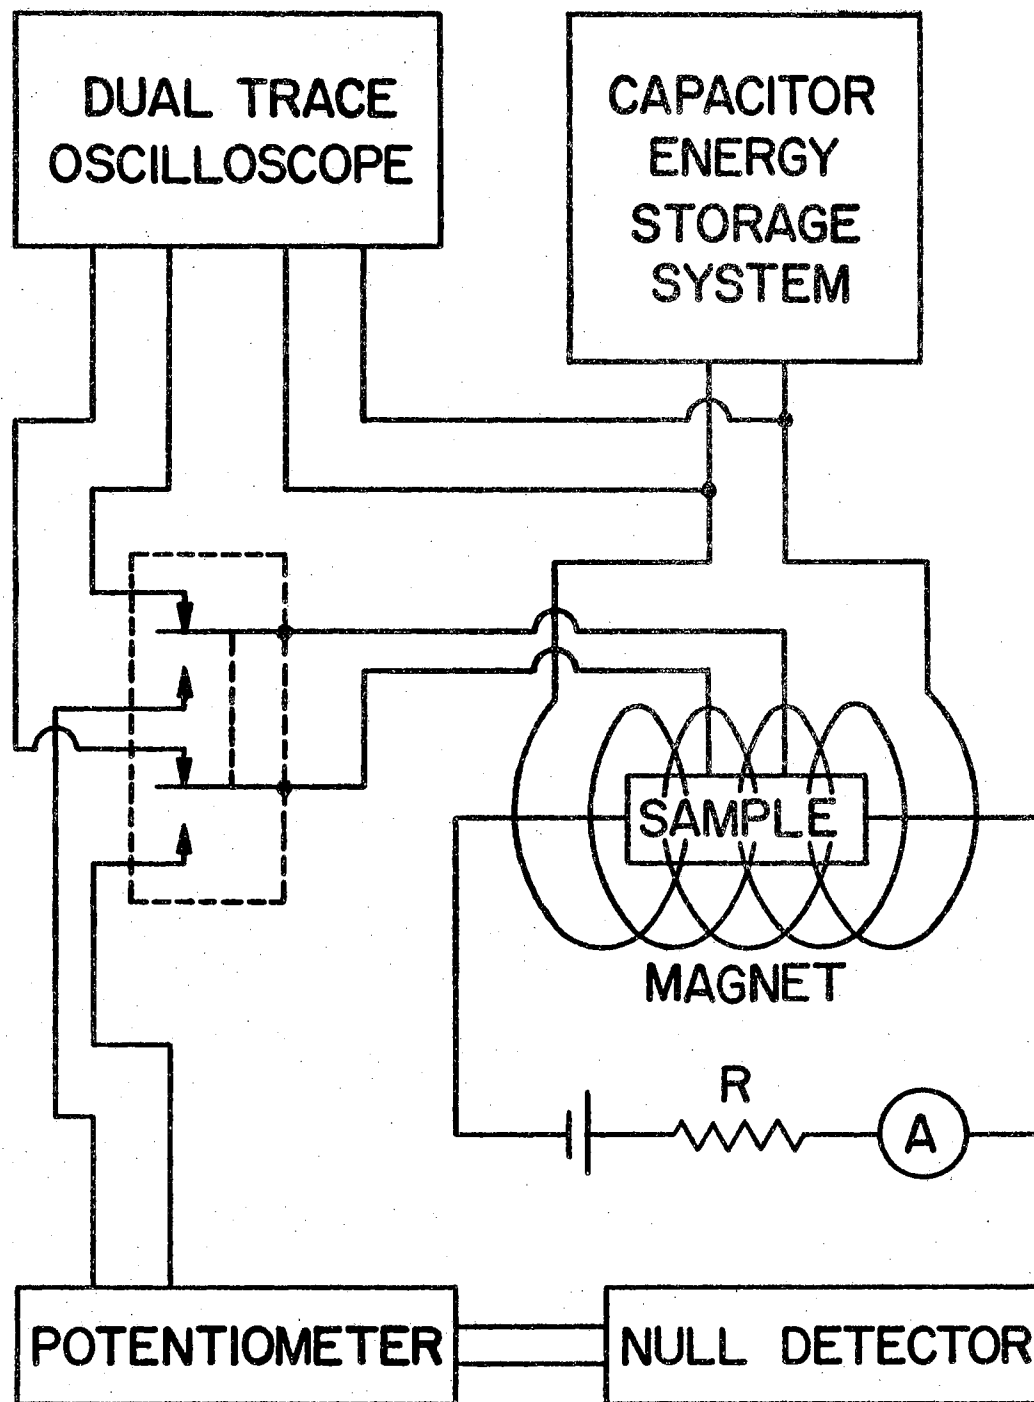 DUAL TRACE
OSCILLOSCOPE
CAPACITOR
ENERGY
STORAGE
SYSTEM
SAMPLE
MAGNET
R
A
POTENTIOMETER
NULL DETECTOR